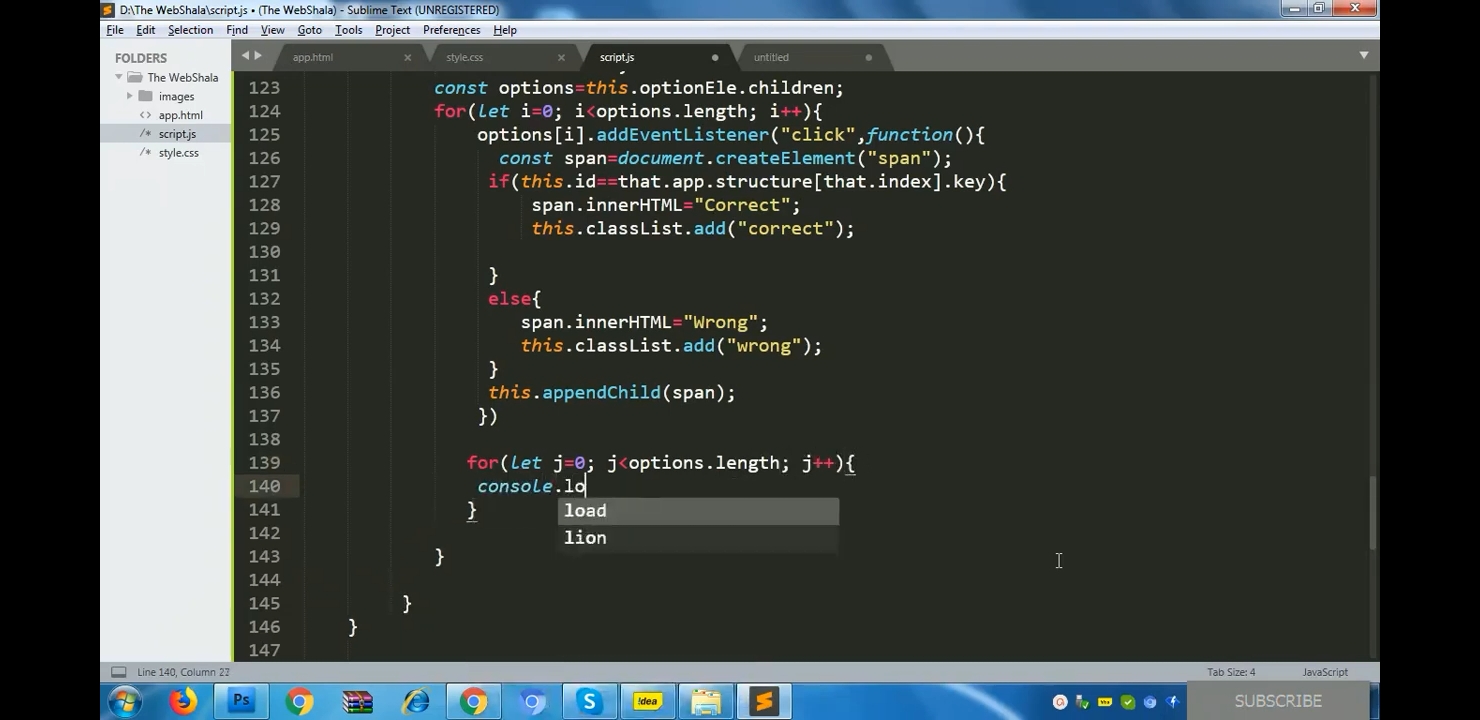 D:\The WebShala\script.js • (The WebShala) - Sublime Text (UNREGISTERED)
File Edit Selection Find View Goto Tools Project Preferences Help
FOLDERS
The WebShala
images
app.html
script.js
style.css
app.html style.css script.js untitled
123 const options=this.optionEle.children;
124 for(let i=0; i<options.length; i++){
125 options[i].addEventListener("click",function(){
126 const span=document.createElement("span");
127 if(this.id==that.app.structure[that.index].key){
128 span.innerHTML="Correct";
129 this.classList.add("correct");
130
131 }
132 else{
133 span.innerHTML="Wrong";
134 this.classList.add("wrong");
135 }
136 this.appendChild(span);
137 })
138
139 for(let j=0; j<options.length; j++){
140 console.lo
141 }
load
lion
142
143 }
144
145 }
146 }
147
Line 140, Column 27 Tab Size: 4 JavaScript
Ps !dea SUBSCRIBE